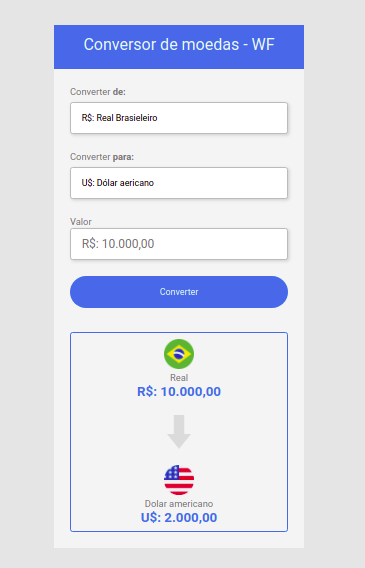 Conversor de moedas - WF
Converter de:
R$: Real Brasieleiro
Converter para:
U$: Dólar aericano
Valor
R$: 10.000,00
Converter
Real
R$: 10.000,00
Dolar americano
U$: 2.000,00